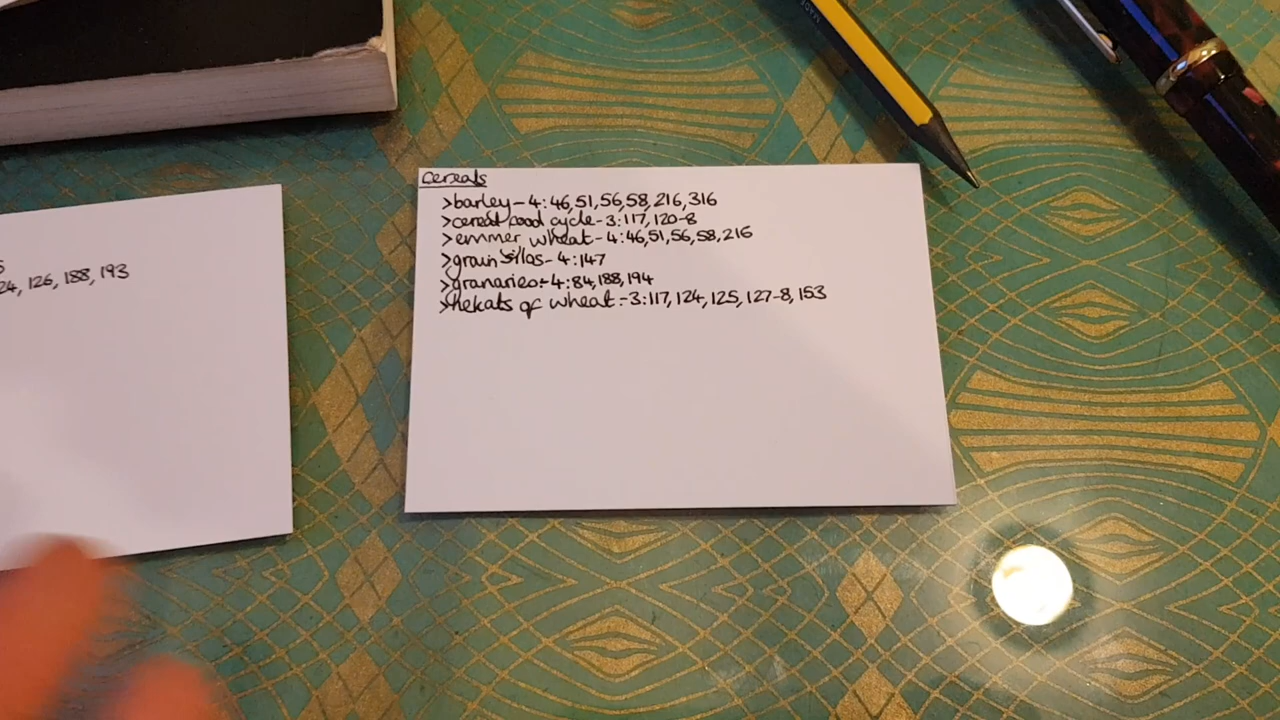 24, 126, 188, 193
Cereals
>barley-4:46,51,56,58,216,316
>cereal food cycle-3:117,120-8
>emmer wheat-4:46,51,56,58,216
>grain silos-4:147
>granaries-4:84,188,194
>hekats of wheat-3:117,124,125,127-8,153